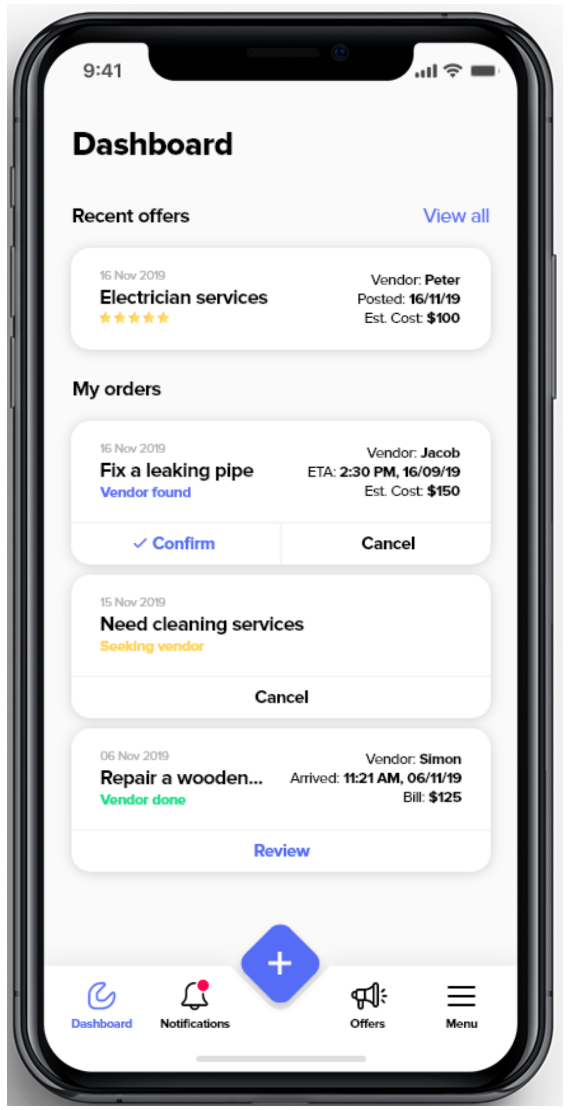 9:41
Dashboard
Recent offers
View all
16 Nov 2019
Electrician services
Vendor: Peter
Posted: 16/11/19
Est. Cost: $100
My orders
16 Nov 2019
Fix a leaking pipe
Vendor found
Vendor: Jacob
ETA: 2:30 PM, 16/09/19
Est. Cost: $150
Confirm
Cancel
15 Nov 2019
Need cleaning services
Seeking vendor
Cancel
06 Nov 2019
Repair a wooden...
Vendor done
Vendor: Simon
Arrived: 11:21 AM, 06/11/19
Bill: $125
Review
Dashboard
Notifications
Offers
Menu